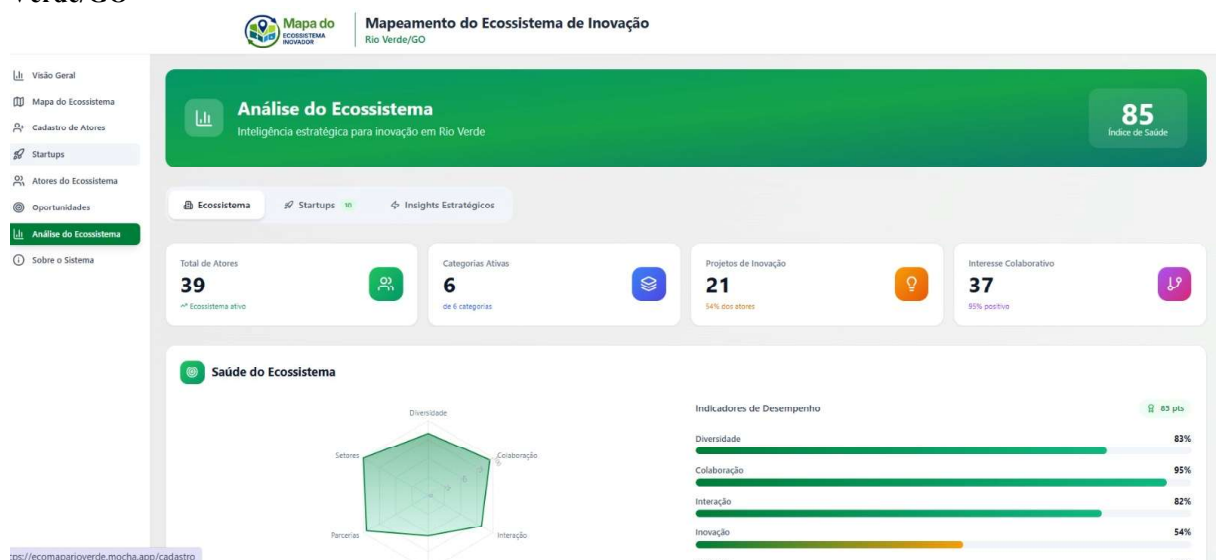 Verde/GO
Mapa do
ECOSSISTEMA
INOVADOR
Mapeamento do Ecossistema de Inovação
Rio Verde/GO
Visão Geral
Mapa do Ecossistema
Cadastro de Atores
Startups
Atores do Ecossistema
Oportunidades
Análise do Ecossistema
Sobre o Sistema
Análise do Ecossistema
Inteligência estratégica para inovação em Rio Verde
85
Índice de Saúde
Ecossistema
Startups
Insights Estratégicos
Total de Atores
39
Ecossistema ativo
Categorias Ativas
6
de 6 categorias
Projetos de Inovação
21
54% dos atores
Interesse Colaborativo
37
95% positivo
Saúde do Ecossistema
Diversidade
Setores
Colaboração
Parcerias
Interação
Indicadores de Desempenho
pts
Diversidade
83%
Colaboração
95%
Interação
82%
Inovação
54%
ps://ecomapariover​de.mocha.app/cadastro